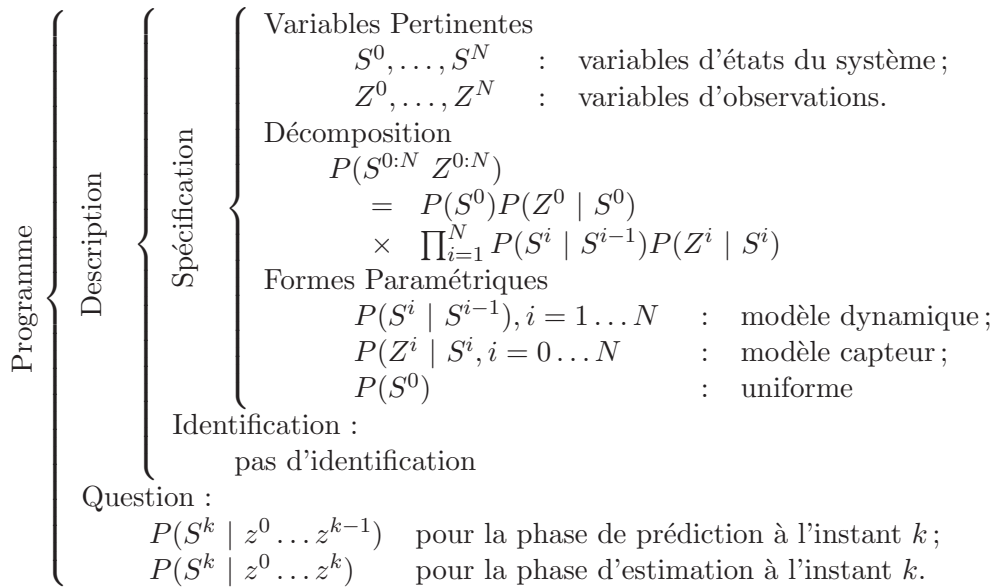 Programme
Description
Spécification
Variables Pertinentes
S^0, . . . , S^N : variables d'états du système ;
Z^0, . . . , Z^N : variables d'observations.
Décomposition
P(S^{0:N} Z^{0:N})
= P(S^0)P(Z^0 | S^0)
× ∏_{i=1}^N P(S^i | S^{i−1})P(Z^i | S^i)
Formes Paramétriques
P(S^i | S^{i−1}), i = 1 . . . N : modèle dynamique ;
P(Z^i | S^i, i = 0 . . . N : modèle capteur ;
P(S^0) : uniforme
Identification :
pas d'identification
Question :
P(S^k | z^0 . . . z^{k−1}) pour la phase de prédiction à l'instant k ;
P(S^k | z^0 . . . z^k) pour la phase d'estimation à l'instant k.